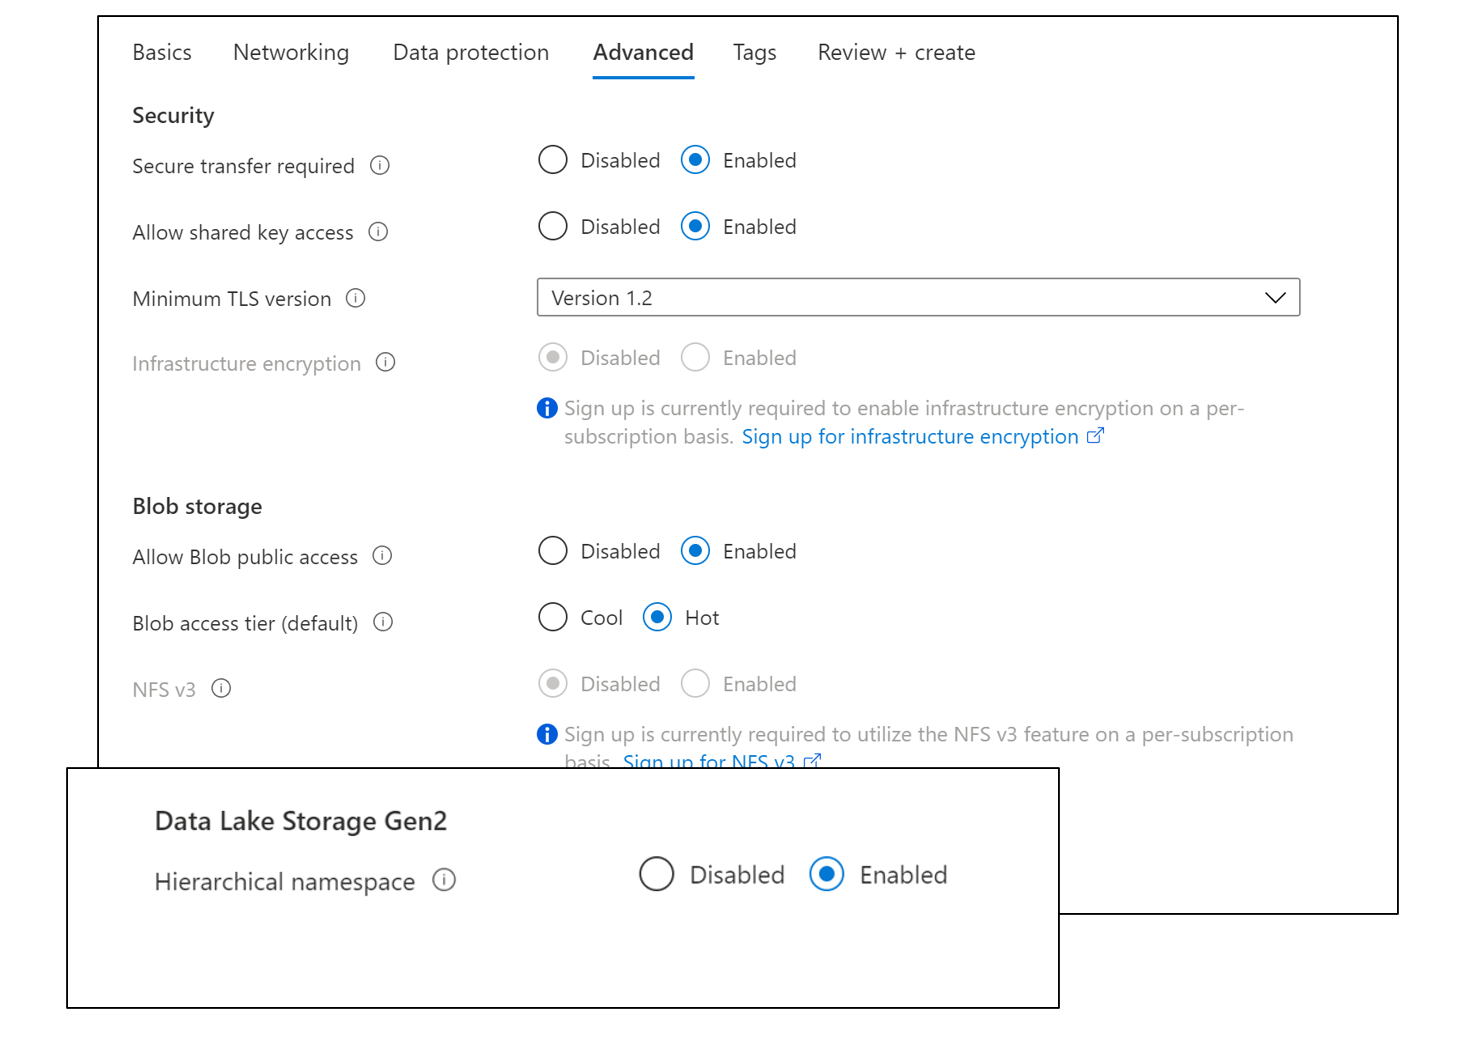 Basics Networking Data protection Advanced Tags Review + create
Security
Secure transfer required Disabled Enabled
Allow shared key access Disabled Enabled
Minimum TLS version Version 1.2
Infrastructure encryption Disabled Enabled
Sign up is currently required to enable infrastructure encryption on a per-
subscription basis. Sign up for infrastructure encryption
Blob storage
Allow Blob public access Disabled Enabled
Blob access tier (default) Cool Hot
NFS v3 Disabled Enabled
Sign up is currently required to utilize the NFS v3 feature on a per-subscription
basis. Sign up for NFS v3
Data Lake Storage Gen2
Hierarchical namespace Disabled Enabled